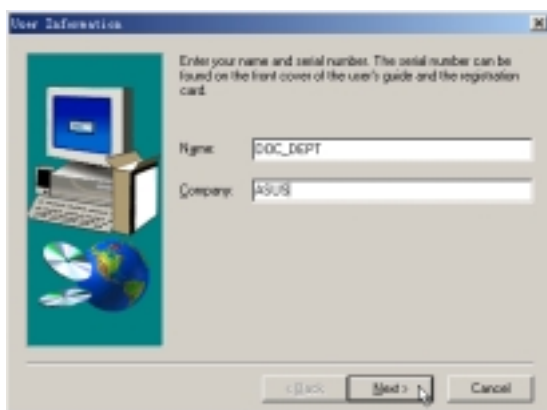 User Information
Enter your name and serial number. The serial number can be
found on the front cover of the user's guide and the registration
card.
Name: DOC_DEPT
Company: ASUS
< Back Next > Cancel